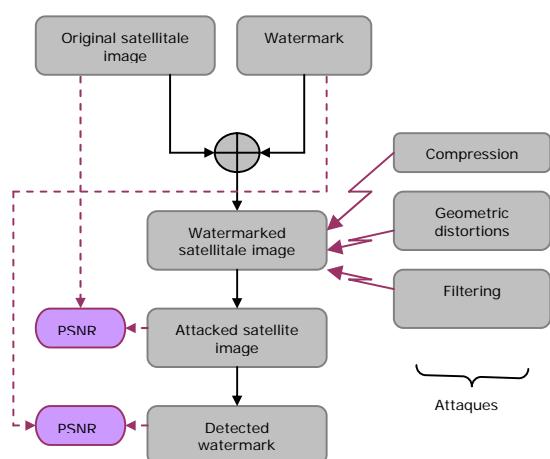 Original satellitale
image
Watermark
Compression
Watermarked
satellitale image
Geometric
distortions
Filtering
PSNR
Attacked satellite
image
Attaques
PSNR
Detected
watermark